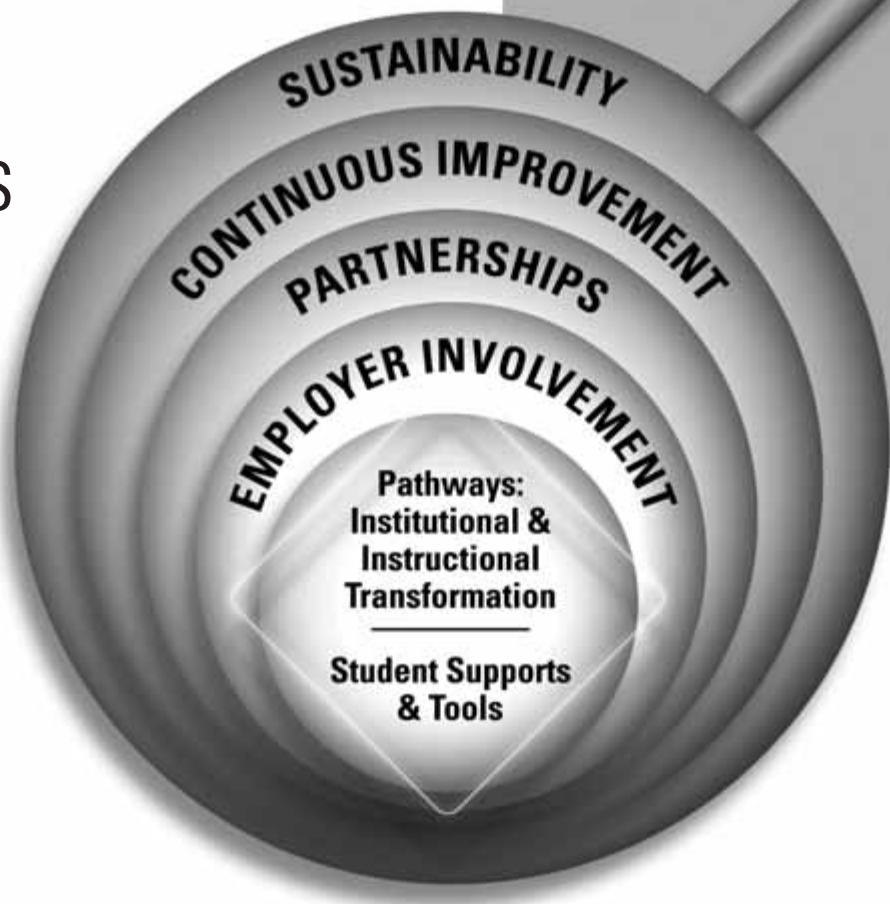 S
SUSTAINABILITY
CONTINUOUS IMPROVEMENT
PARTNERSHIPS
EMPLOYER INVOLVEMENT
Pathways:
Institutional &
Instructional
Transformation
Student Supports
& Tools